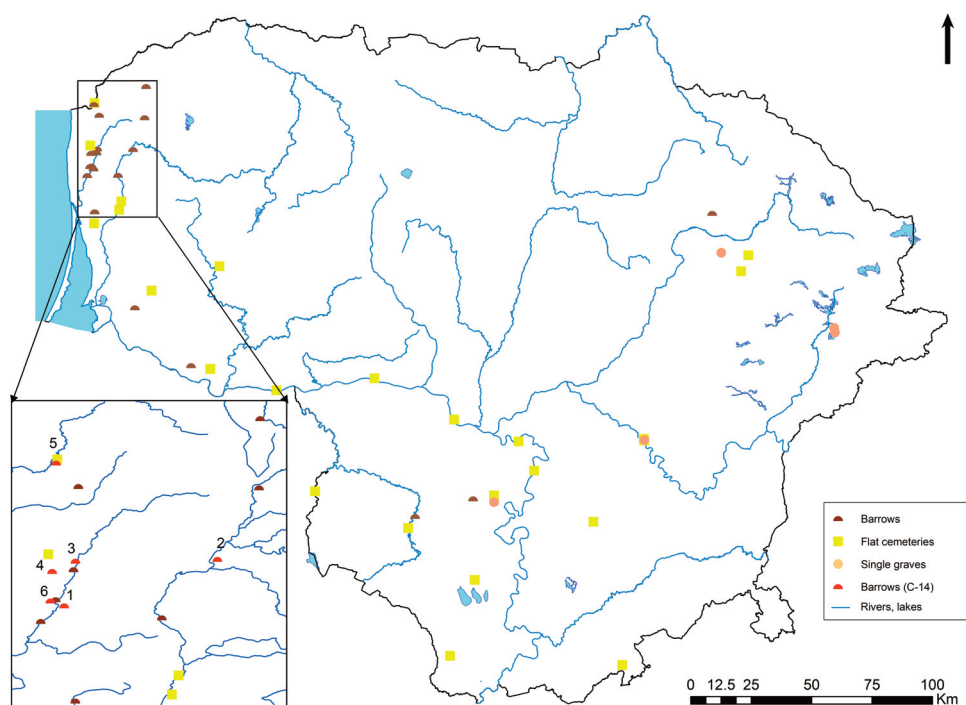 5
3
2
4
6
1
Barrows
Flat cemeteries
Single graves
Barrows (C-14)
Rivers, lakes
0 12.5 25 50 75 100
Km